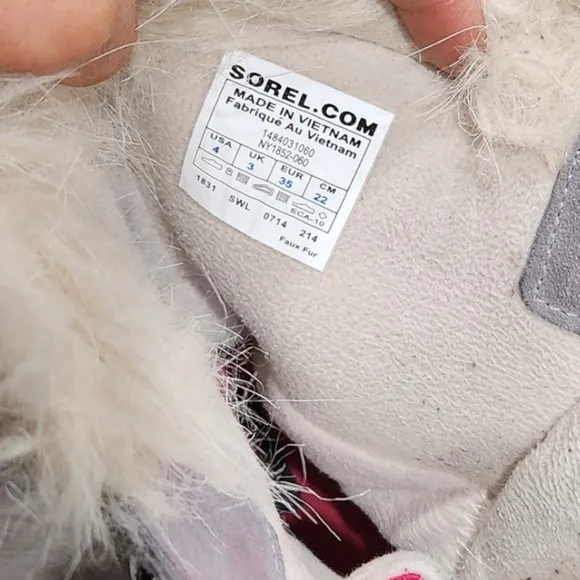 SOREL.COM
MADE IN VIETNAM
Fabriqué Au Vietnam
1484031060
NY1852-060
USA UK EUR CM
4 3 35 22
ECA-10
1831 SWL 0714 214
Faux Fur